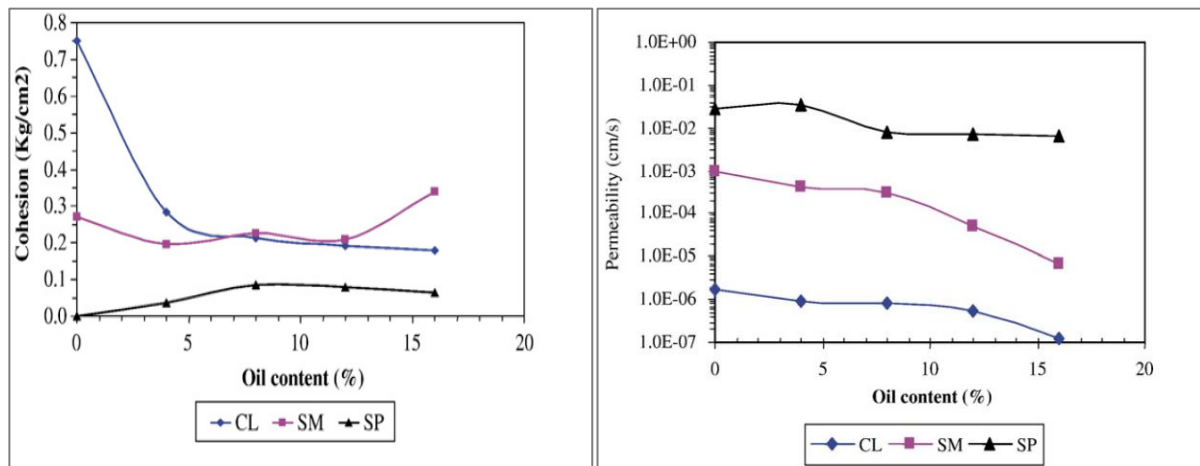 Cohesion (Kg/cm2)
0.8
0.7
0.6
0.5
0.4
0.3
0.2
0.1
0.0
0 5 10 15 20
Oil content (%)
CL SM SP
Permeability (cm/s)
1.0E+00
1.0E-01
1.0E-02
1.0E-03
1.0E-04
1.0E-05
1.0E-06
1.0E-07
0 5 10 15 20
Oil content (%)
CL SM SP